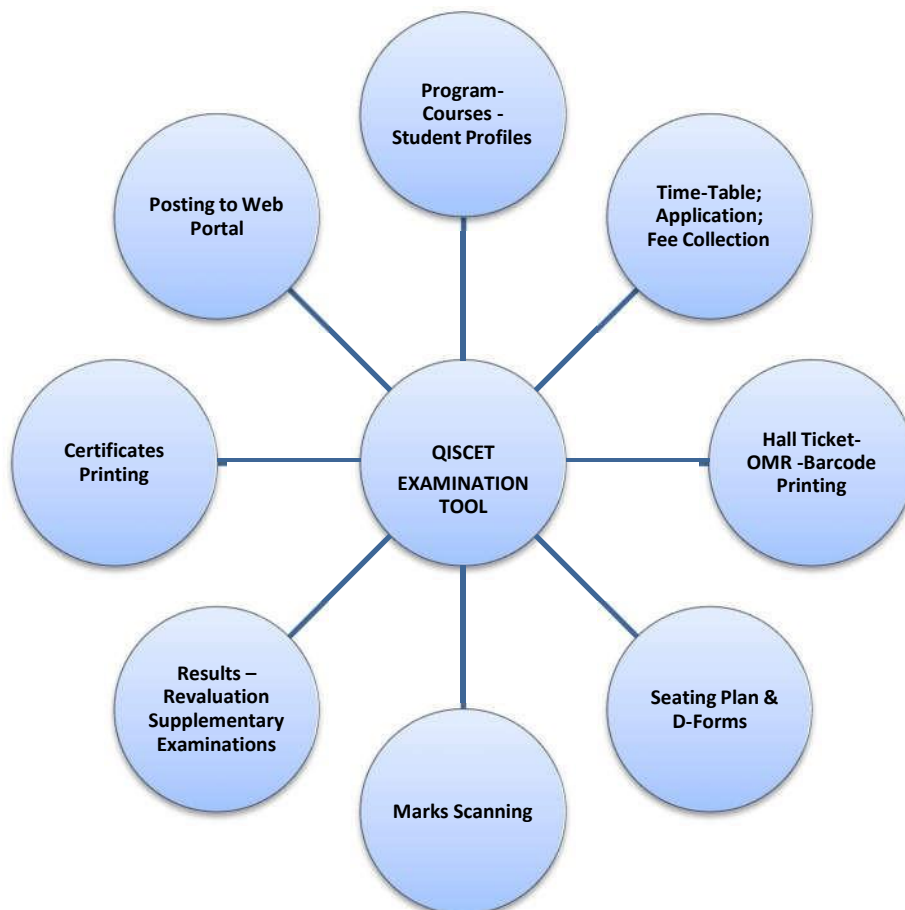 Program-
Courses -
Student Profiles
Time-Table;
Application;
Fee Collection
Hall Ticket-
OMR -Barcode
Printing
Seating Plan &
D-Forms
Marks Scanning
Results –
Revaluation
Supplementary
Examinations
Certificates
Printing
Posting to Web
Portal
QISCET
EXAMINATION
TOOL